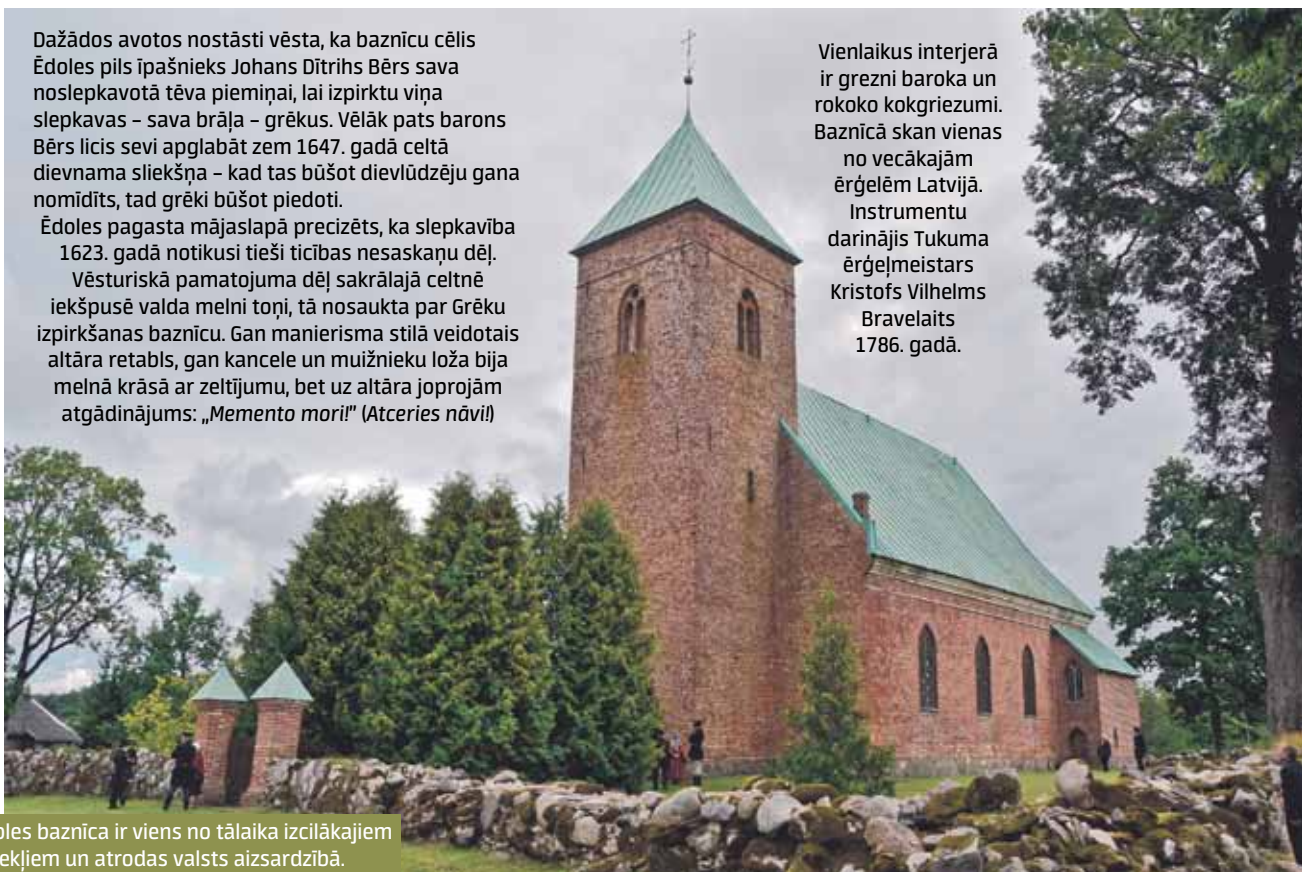 Dažādos avotos nostāsti vēsta, ka baznīcu cēlis
Ēdoles pils īpašnieks Johans Dītrihs Bērs sava
noslepkavotā tēva piemiņai, lai izpirktu viņa
slepkavas – sava brāļa – grēkus. Vēlāk pats barons
Bērs licis sevi apglabāt zem 1647. gadā celtā
dievnama sliekšņa – kad tas būšot dievlūdzēju gana
nomīdīts, tad grēki būšot piedoti.
Ēdoles pagasta mājaslapā precizēts, ka slepkavība
1623. gadā notikusi tieši ticības nesaskaņu dēļ.
Vēsturiskā pamatojuma dēļ sakrālajā celtnē
iekšpusē valda melni toņi, tā nosaukta par Grēku
izpirkšanas baznīcu. Gan manierisma stilā veidotais
altāra retabls, gan kancele un muižnieku loža bija
melnā krāsā ar zeltījumu, bet uz altāra joprojām
atgādinājums: „Memento mori!” (Atceries nāvi!)
Vienlaikus interjerā
ir grezni baroka un
rokoko kokgriezumi.
Baznīcā skan vienas
no vecākajām
ērģelēm Latvijā.
Instrumentu
darinājis Tukuma
ērģeļmeistars
Kristofs Vilhelms
Bravelaits
1786. gadā.
baznīca ir viens no tālaika izcilākajiem
un atrodas valsts aizsardzībā.